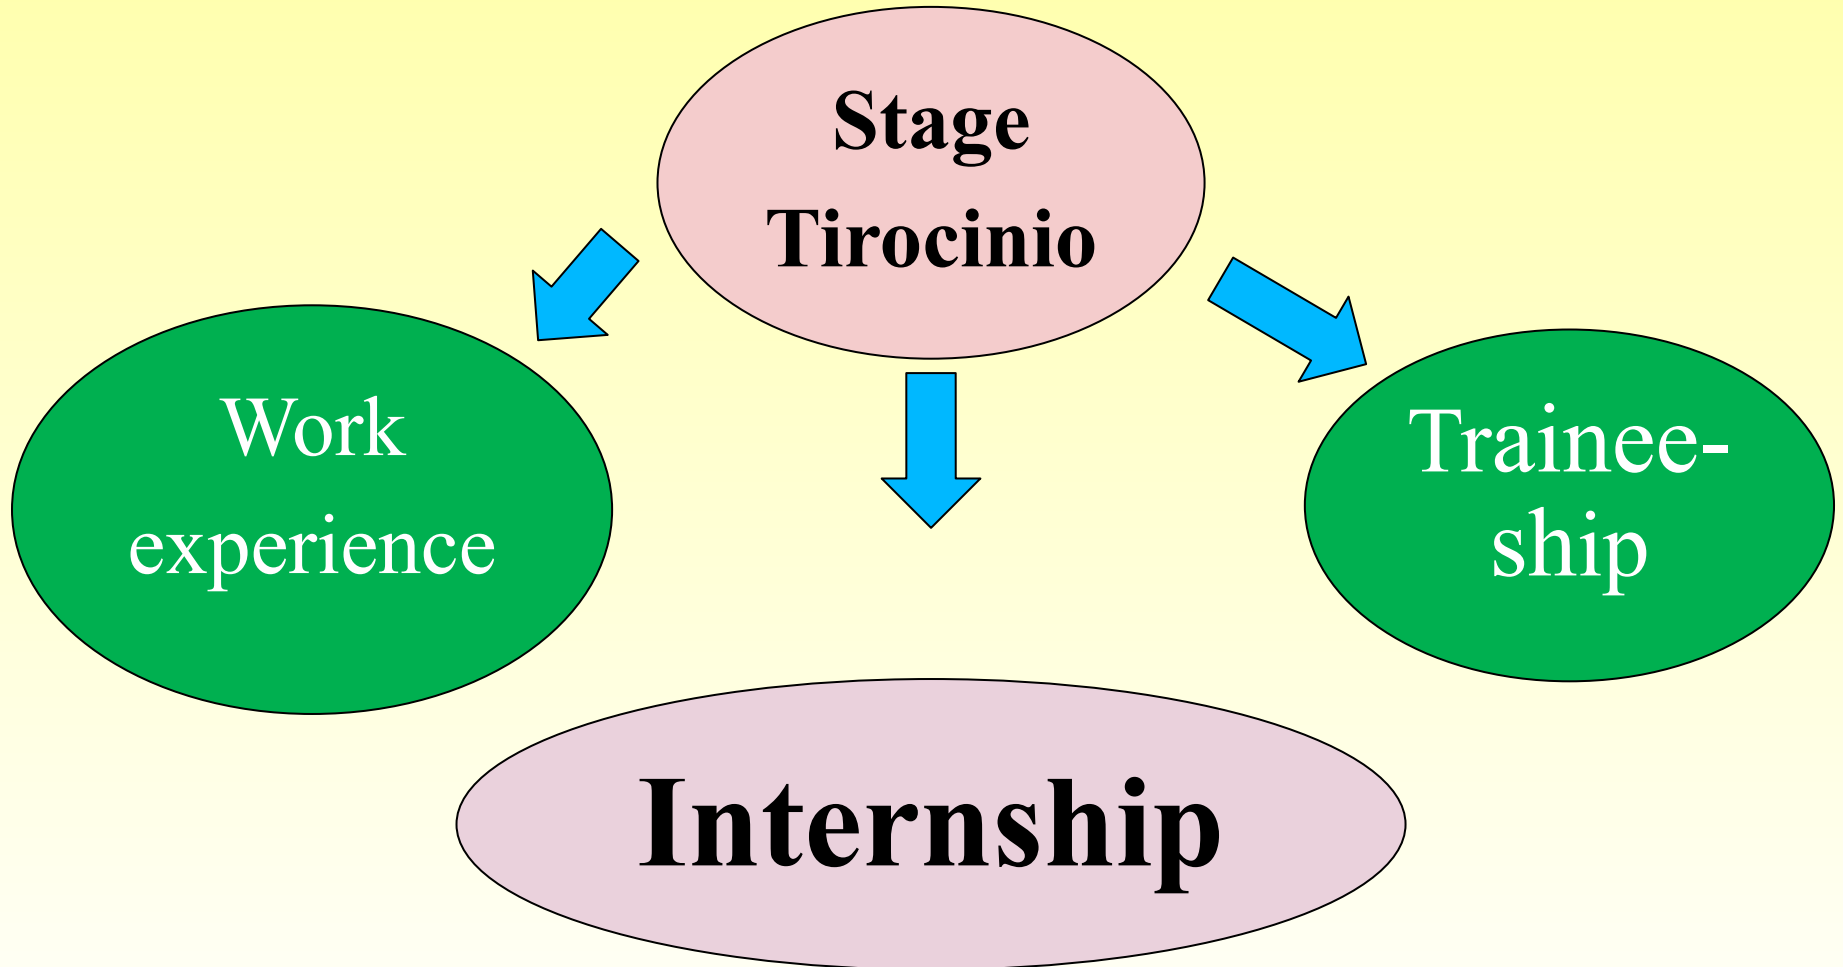 Stage
Tirocinio
Work
experience
Trainee-
ship
Internship